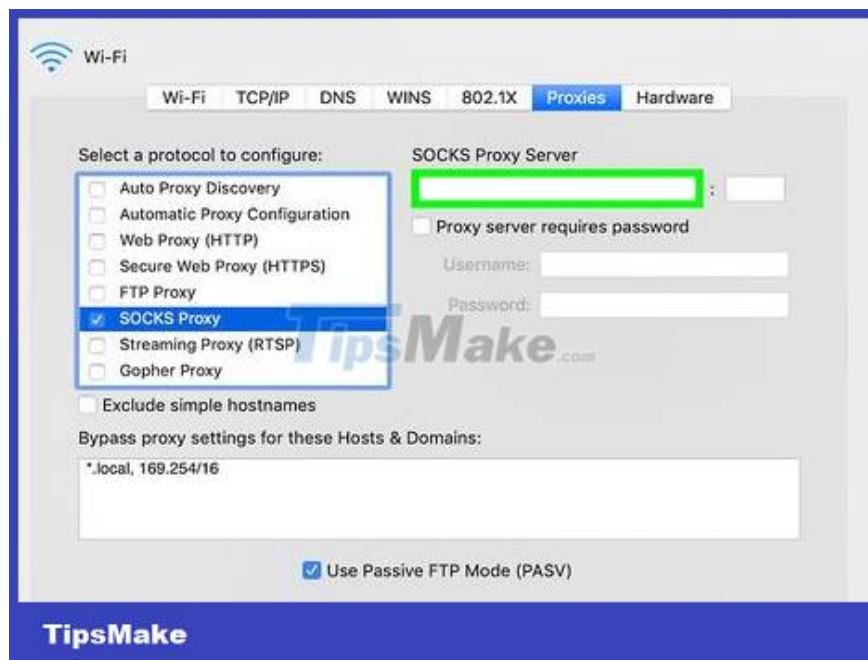 Wi-Fi
Wi-Fi TCP/IP DNS WINS 802.1X Proxies Hardware
Select a protocol to configure:
Auto Proxy Discovery
Automatic Proxy Configuration
Web Proxy (HTTP)
Secure Web Proxy (HTTPS)
FTP Proxy
SOCKS Proxy
Streaming Proxy (RTSP)
Gopher Proxy
Exclude simple hostnames
SOCKS Proxy Server
:
Proxy server requires password
Username:
Password:
TipsMake.com
Bypass proxy settings for these Hosts & Domains:
*.local, 169.254/16
Use Passive FTP Mode (PASV)
TipsMake